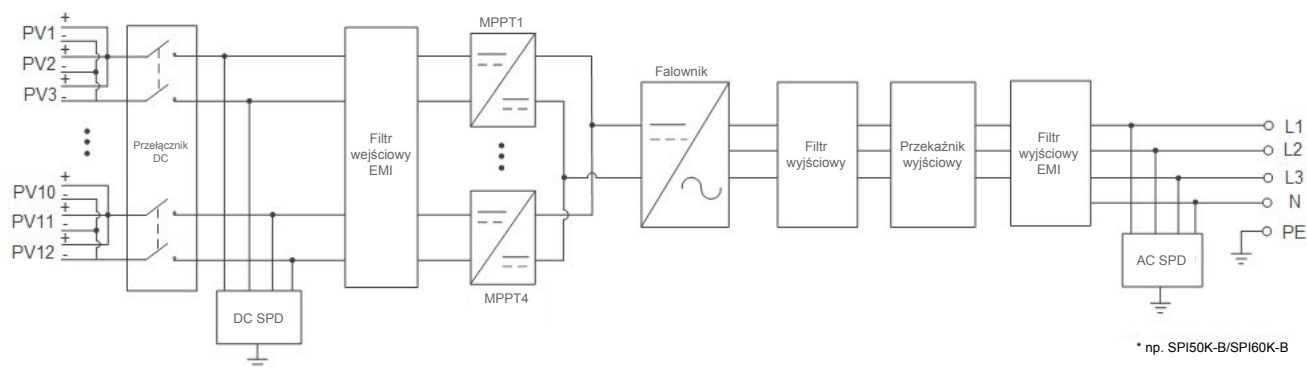 PV1
+
-
PV2
+
-
PV3
+
-
PV10
+
-
PV11
+
-
PV12
+
-
Przełącznik
DC
DC SPD
Filtr
wejściowy
EMI
MPPT1
MPPT4
Falownik
Filtr
wyjściowy
Przekaźnik
wyjściowy
Filtr
wyjściowy
EMI
AC SPD
L1
L2
L3
N
PE
* np. SPI50K-B/SPI60K-B